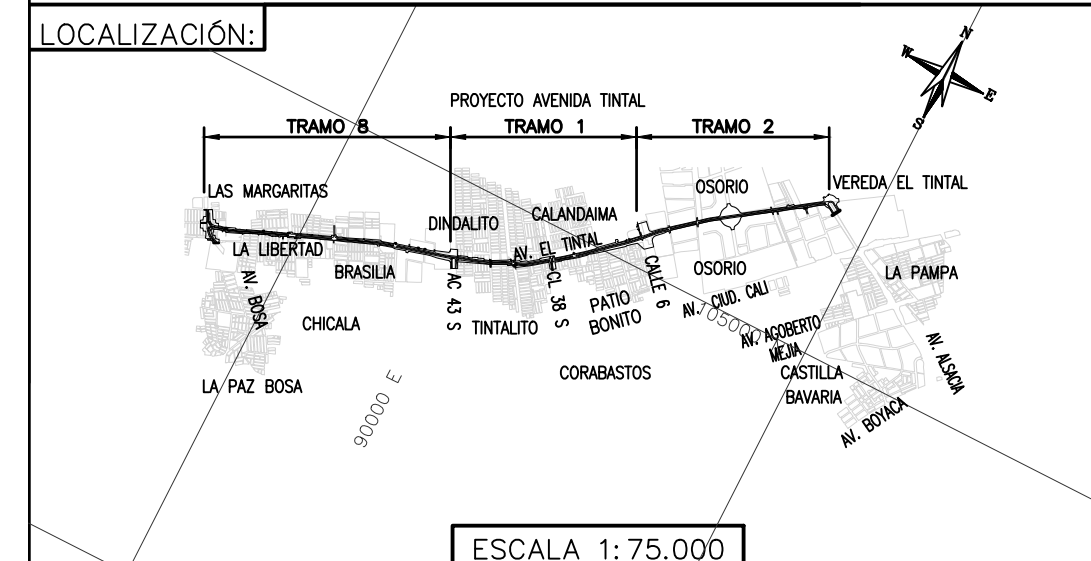 LOCALIZACIÓN:
N
W
E
S
PROYECTO AVENIDA TINTAL
TRAMO 8
TRAMO 1
TRAMO 2
LAS MARGARITAS
DINDALITO
CALANDAIMA
OSORIO
VEREDA EL TINTAL
LA LIBERTAD
AV. EL TINTAL
BRASILIA
OSORIO
LA PAMPA
AV. BOSA
CHICALA
AC 43 S
TINTALITO
CL 38 S
PATIO
BONITO
CALLE 6
AV. CIUD. CALI
105000
AV. AGOBERTO
MEJIA
AV. ALSACIA
LA PAZ BOSA
90000 E
CORABASTOS
CASTILLA
BAVARIA
AV. BOYACA
ESCALA 1:75.000